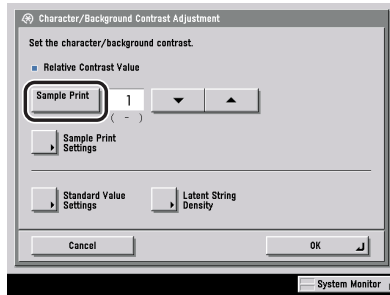 Character/Background Contrast Adjustment
Set the character/background contrast.
Relative Contrast Value
Sample Print
1
( - )
Sample Print
Settings
Standard Value
Settings
Latent String
Density
Cancel
OK
System Monitor